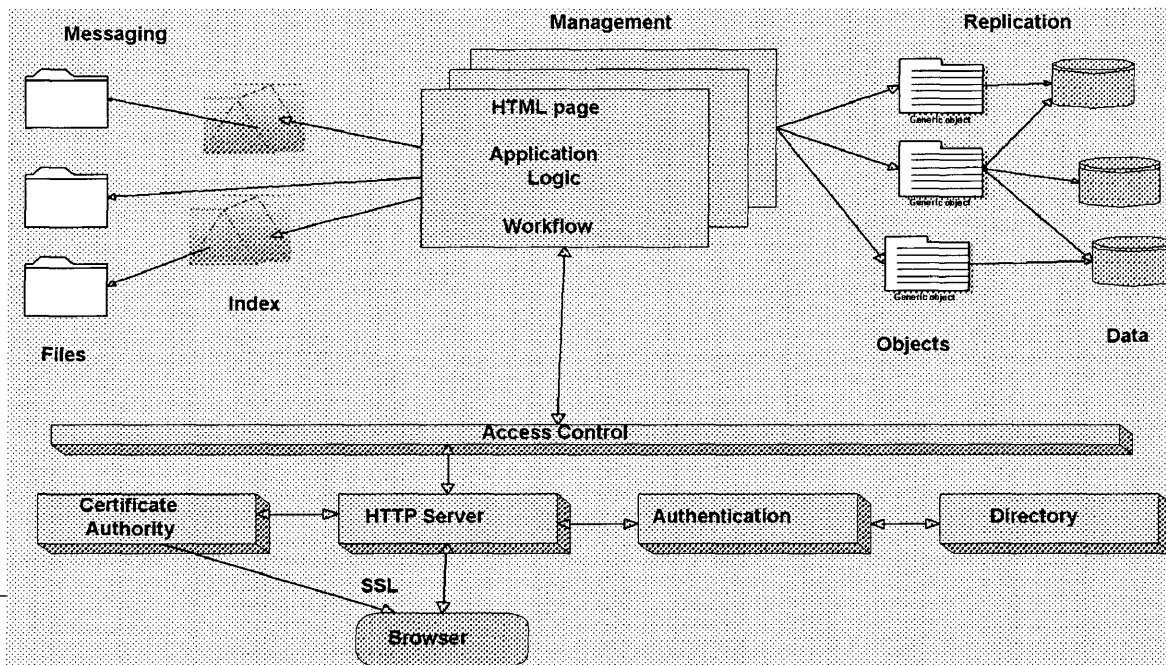 Messaging
Management
Replication
HTML page
Application
Logic
Workflow
Generic object
Generic object
Generic object
Index
Files
Objects
Data
Access Control
Certificate
Authority
HTTP Server
Authentication
Directory
SSL
Browser